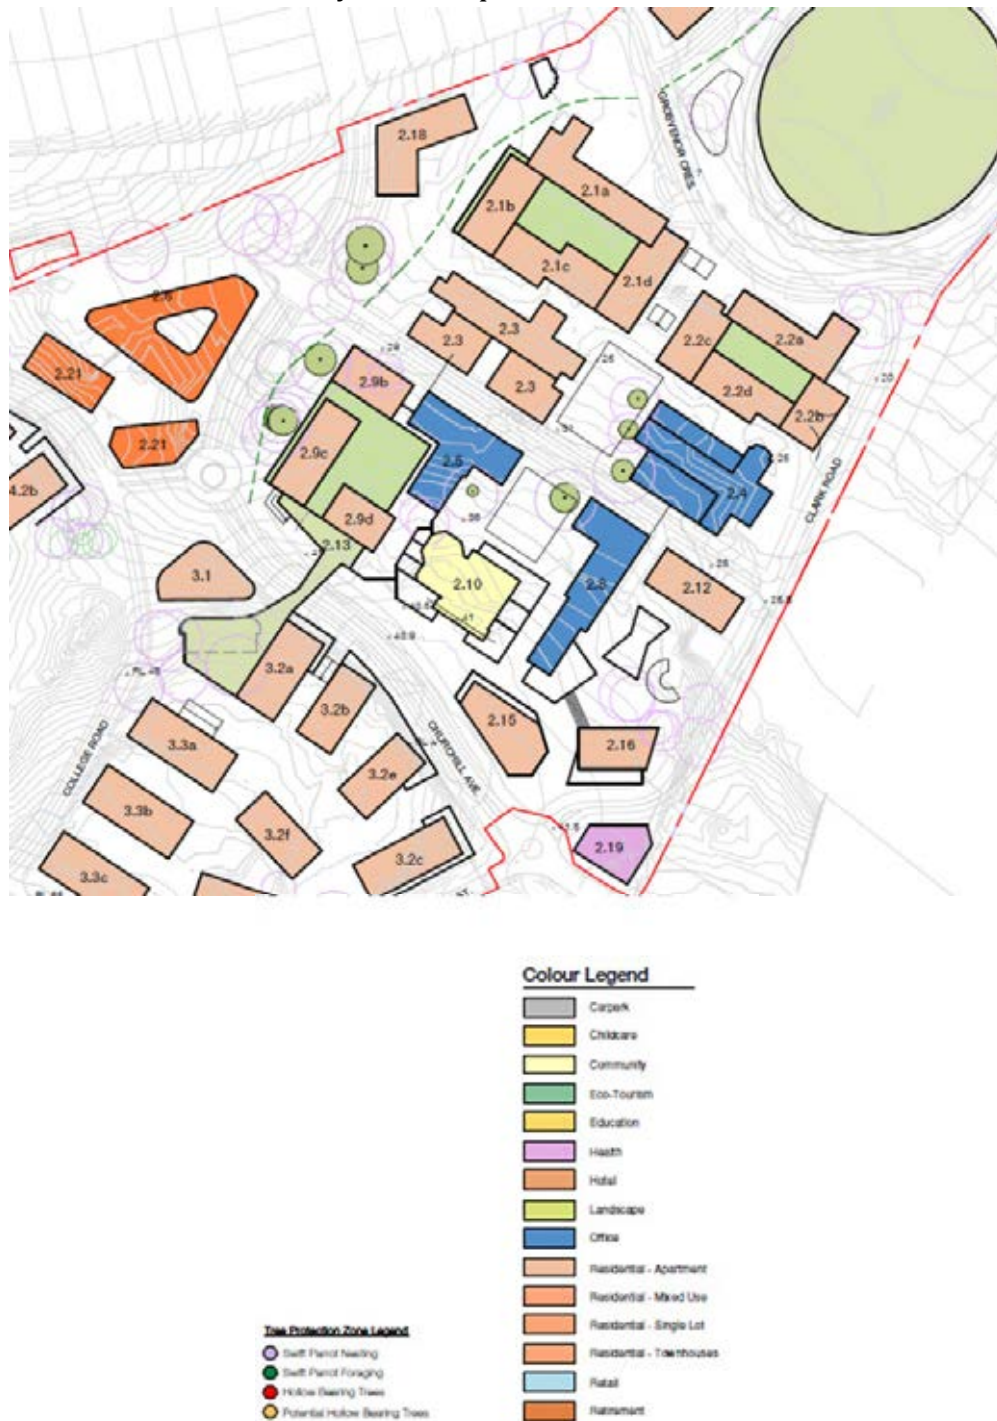 GROSVENOR CRES
2.18
2.1a
2.1b
2.1c
2.1d
2.6
2.3
2.3
2.3
2.2c
2.2a
2.2d
2.2b
2.21
2.9b
2.21
2.9c
2.5
2.4
CLARK ROAD
4.2b
2.9d
2.13
3.1
2.10
2.8
2.12
3.2a
3.2b
2.15
2.16
COLLEGE ROAD
3.3a
CHURCHILL AVE
3.2e
3.3b
3.2f
3.2c
2.19
3.3c
Colour Legend
Carpark
Childcare
Community
Eco-Tourism
Education
Health
Hotel
Landscape
Office
Residential - Apartment
Residential - Mixed Use
Residential - Single Lot
Residential - Townhouses
Retail
Retirement
Tree Protection Zone Legend
Swift Parrot Nesting
Swift Parrot Foraging
Hollow Bearing Trees
Potential Hollow Bearing Trees